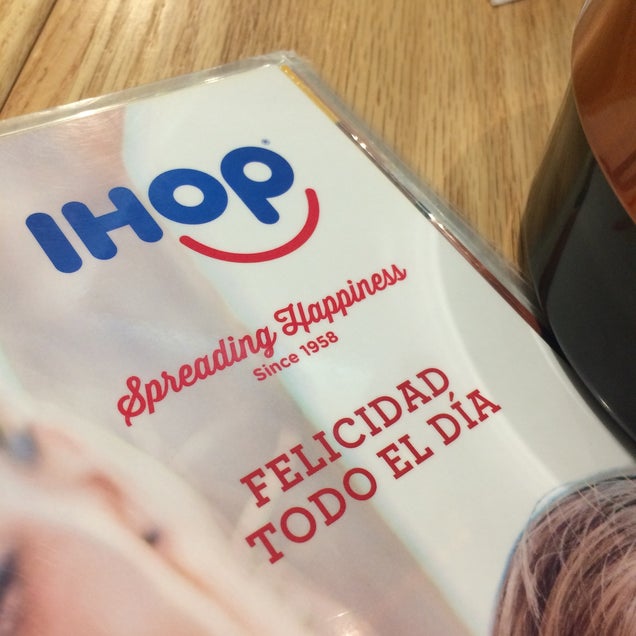 IHOP®
Spreading Happiness
Since 1958
FELICIDAD
TODO EL DÍA